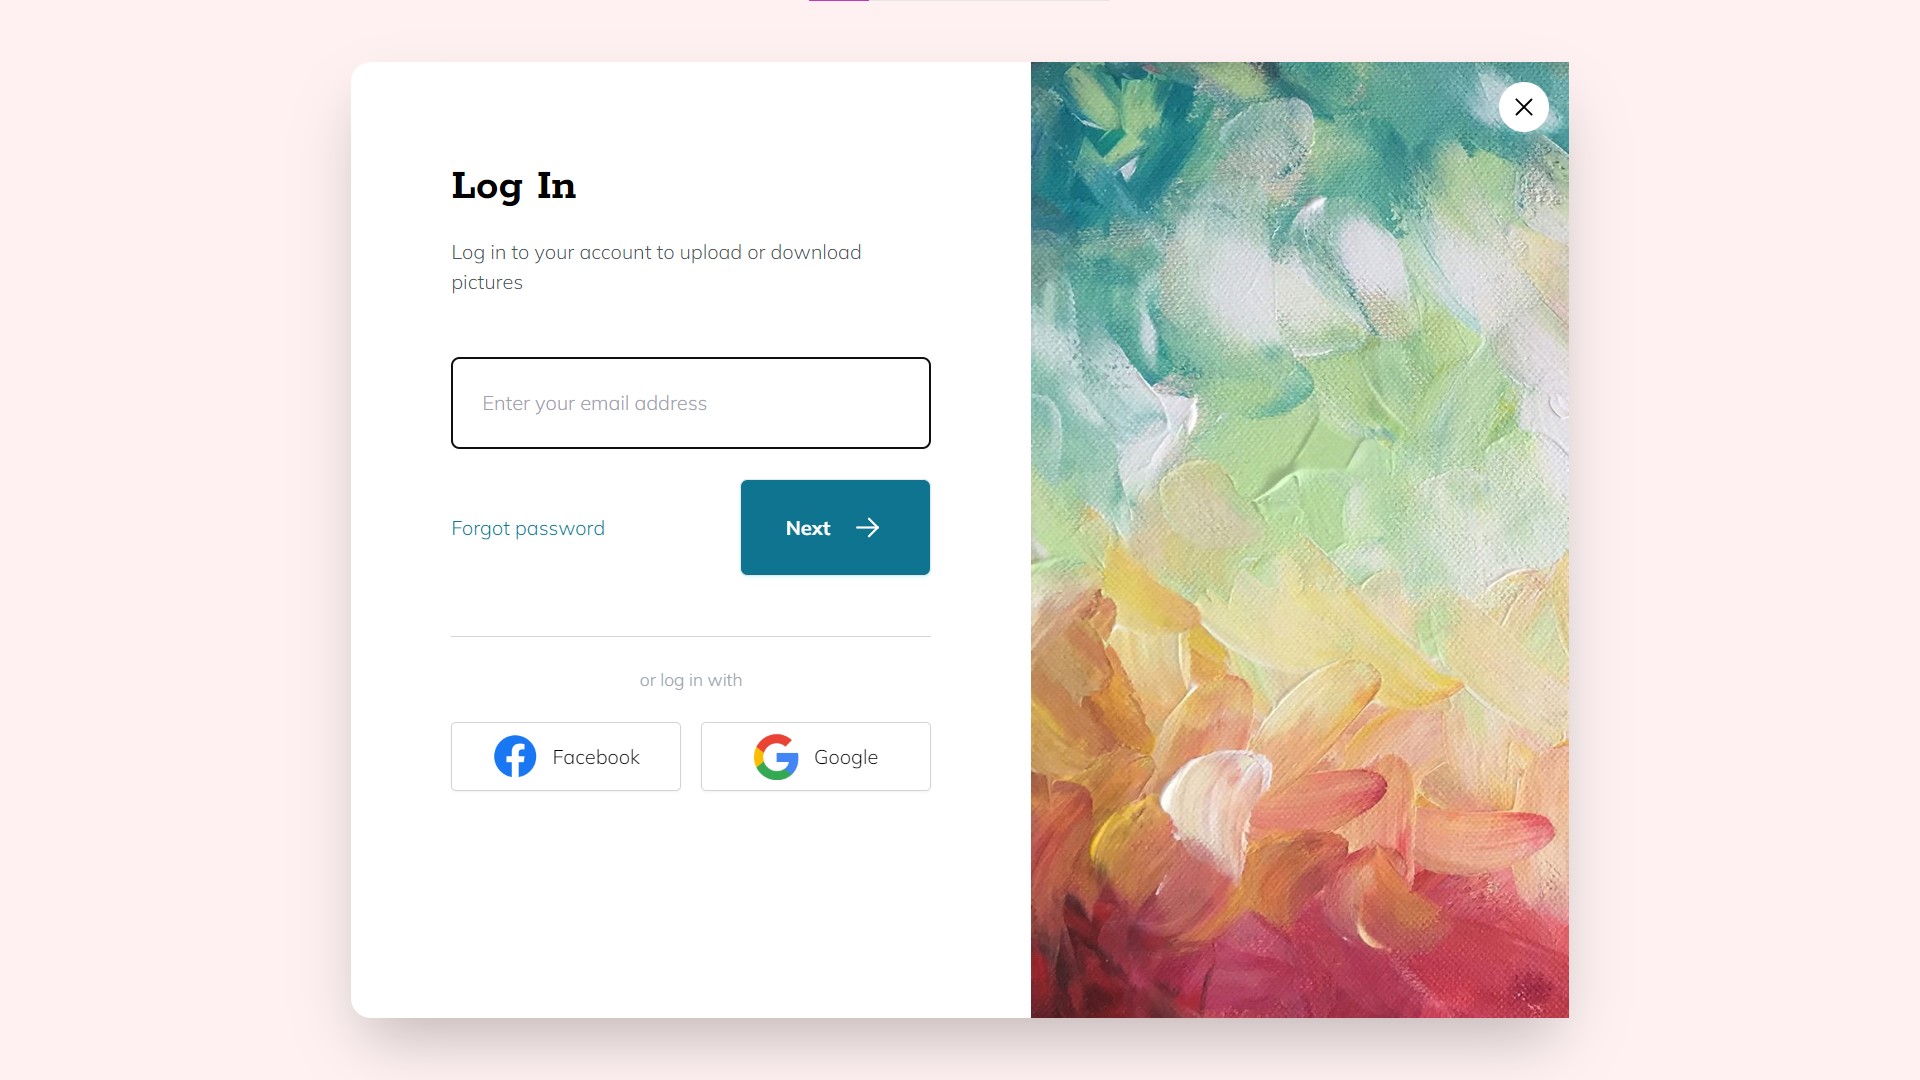 Log In
Log in to your account to upload or download
pictures
Enter your email address
Forgot password
Next
or log in with
Facebook
Google